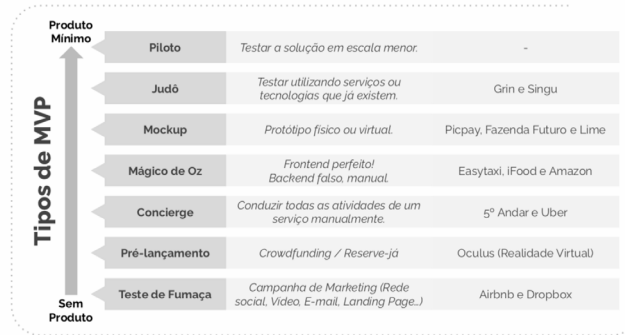 Produto
Mínimo
Tipos de MVP
Piloto
Testar a solução em escala menor.
-
Judô
Testar utilizando serviços ou
tecnologias que já existem.
Grin e Singu
Mockup
Protótipo físico ou virtual.
Picpay, Fazenda Futuro e Lime
Mágico de Oz
Frontend perfeito!
Backend falso, manual.
Easytaxi, iFood e Amazon
Concierge
Conduzir todas as atividades de um
serviço manualmente.
5º Andar e Uber
Pré-lançamento
Crowdfunding / Reserve-já
Oculus (Realidade Virtual)
Teste de Fumaça
Campanha de Marketing (Rede
social, Vídeo, E-mail, Landing Page...)
Airbnb e Dropbox
Sem
Produto